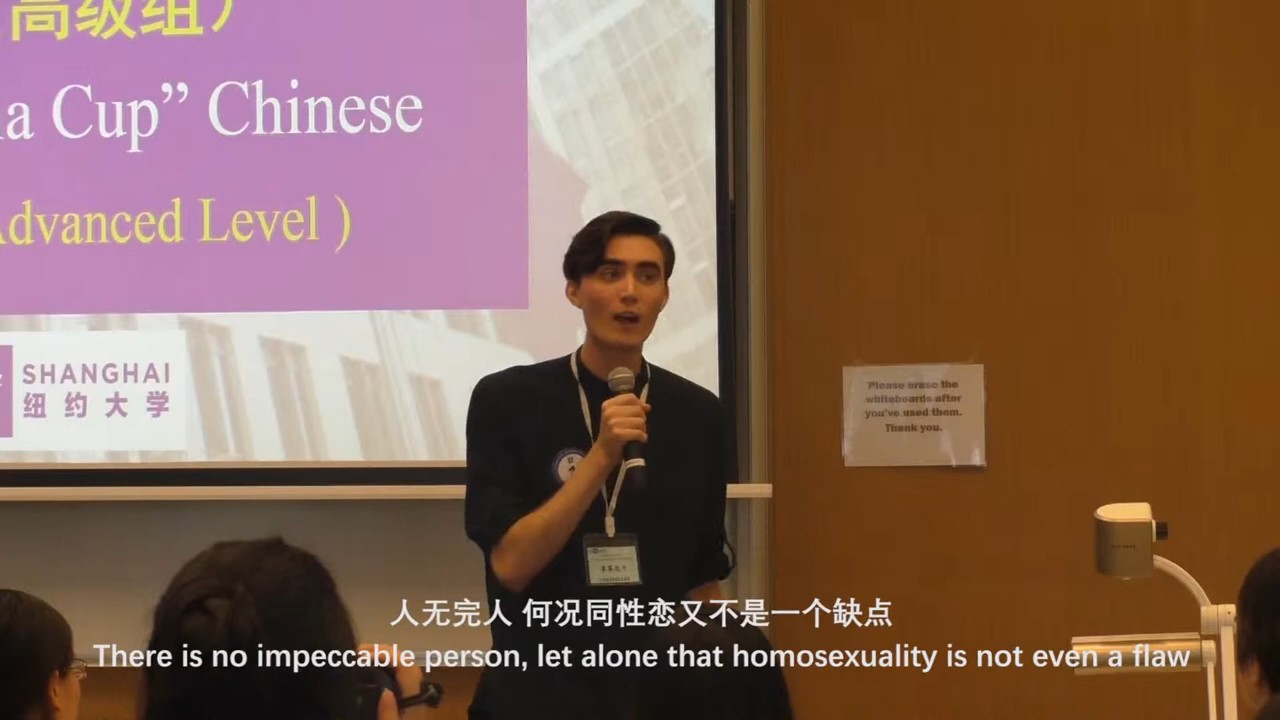 高级组）
la Cup” Chinese
Advanced Level )
SHANGHAI
纽约大学
Please erase the
whiteboards after
you've used them.
Thank you.
人无完人 何况同性恋又不是一个缺点
There is no impeccable person, let alone that homosexuality is not even a flaw